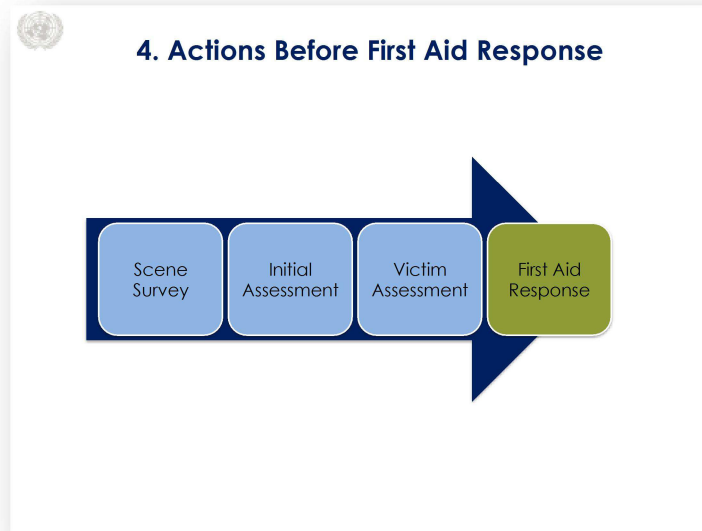 4. Actions Before First Aid Response
Scene
Survey
Initial
Assessment
Victim
Assessment
First Aid
Response